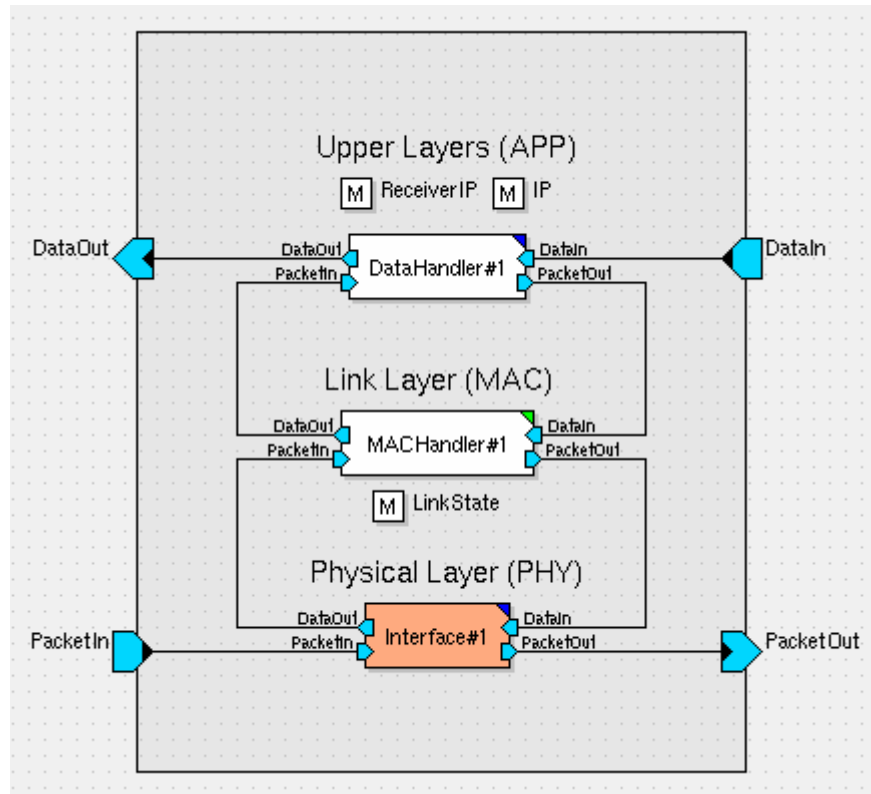 Upper Layers (APP)
M ReceiverIP M IP
DataOut DataOut DataIn DataIn
PacketIn DataHandler#1 PacketOut
Link Layer (MAC)
DataOut DataIn
PacketIn MACHandler#1 PacketOut
M LinkState
Physical Layer (PHY)
DataOut DataIn
PacketIn PacketIn Interface#1 PacketOut PacketOut